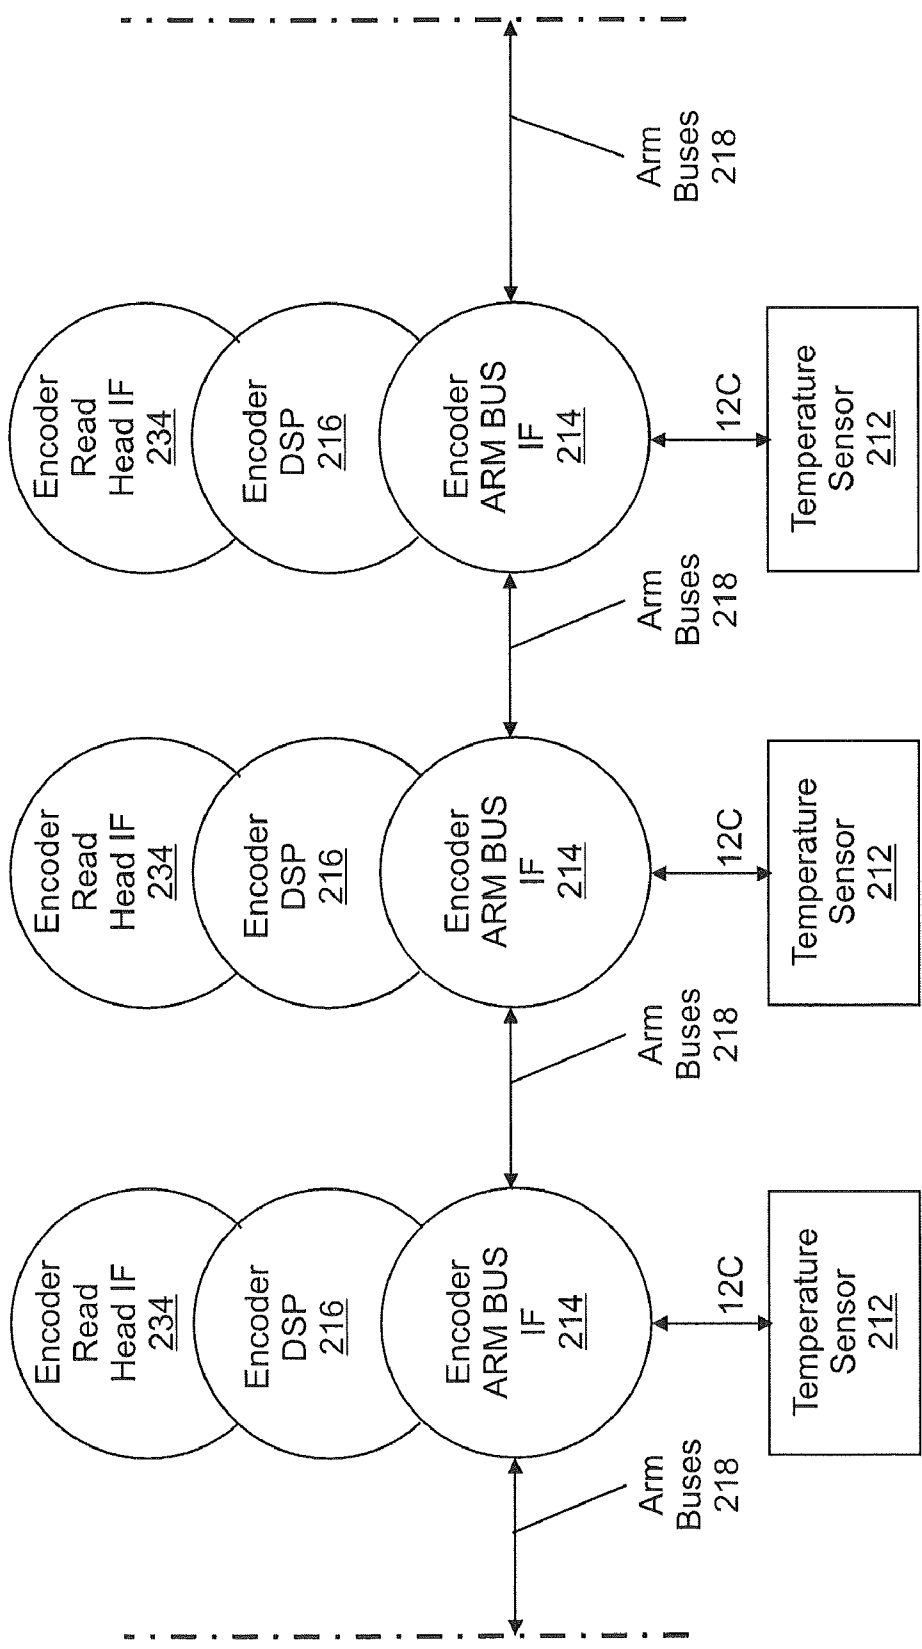 Encoder
Read
Head IF
234
Encoder
Read
Head IF
234
Encoder
Read
Head IF
234
Encoder
DSP
216
Encoder
DSP
216
Encoder
DSP
216
Encoder
ARM BUS
IF
214
Encoder
ARM BUS
IF
214
Encoder
ARM BUS
IF
214
Arm
Buses
218
Arm
Buses
218
Arm
Buses
218
Arm
Buses
218
12C
12C
12C
Temperature
Sensor
212
Temperature
Sensor
212
Temperature
Sensor
212